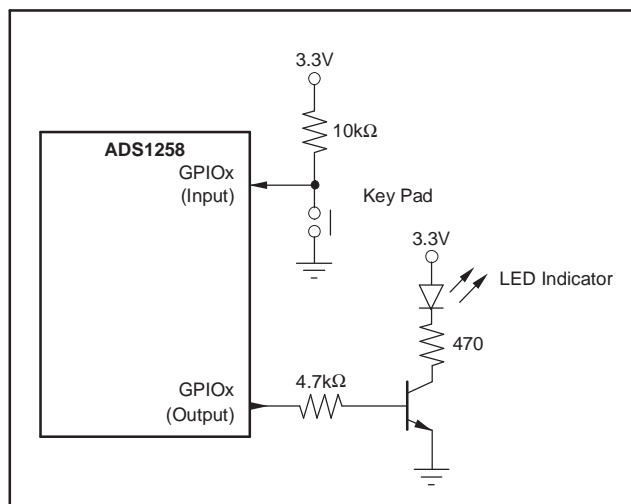 3.3V
10kΩ
ADS1258
GPIOx
(Input)
Key Pad
3.3V
LED Indicator
470
GPIOx
(Output)
4.7kΩ